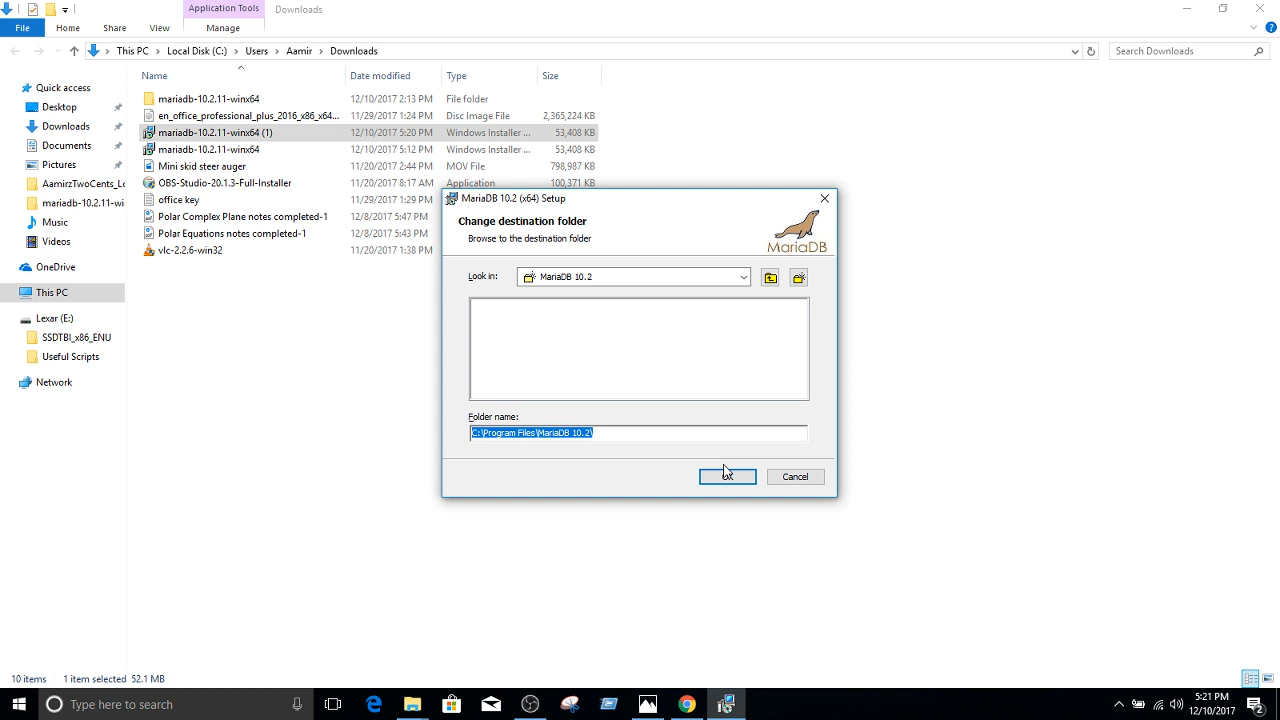 Application Tools
Downloads
File
Home
Share
View
Manage
This PC
Local Disk (C:)
Users
Aamir
Downloads
Search Downloads
Name
Date modified
Type
Size
Quick access
Desktop
Downloads
Documents
Pictures
AamirzTwoCents_Lc
mariadb-10.2.11-wi
Music
Videos
OneDrive
This PC
Lexar (E:)
SSDTBI_x86_ENU
Useful Scripts
Network
mariadb-10.2.11-winx64 12/10/2017 2:13 PM File folder
en_office_professional_plus_2016_x86_x64... 11/29/2017 1:24 PM Disc Image File 2,365,224 KB
mariadb-10.2.11-winx64 (1) 12/10/2017 5:20 PM Windows Installer ... 53,408 KB
mariadb-10.2.11-winx64 12/10/2017 5:12 PM Windows Installer ... 53,408 KB
Mini skid steer auger 11/20/2017 2:44 PM MOV File 798,987 KB
OBS-Studio-20.1.3-Full-Installer 11/20/2017 8:17 AM Application 100,371 KB
office key 11/29/2017 1:29 PM
Polar Complex Plane notes completed-1 12/8/2017 5:47 PM
Polar Equations notes completed-1 12/8/2017 5:43 PM
vlc-2.2.6-win32 11/20/2017 1:38 PM
MariaDB 10.2 (x64) Setup
Change destination folder
Browse to the destination folder
MariaDB
Look in:
MariaDB 10.2
Folder name:
C:\Program Files\MariaDB 10.2\
OK
Cancel
10 items
1 item selected 52.1 MB
Type here to search
5:21 PM
12/10/2017
2